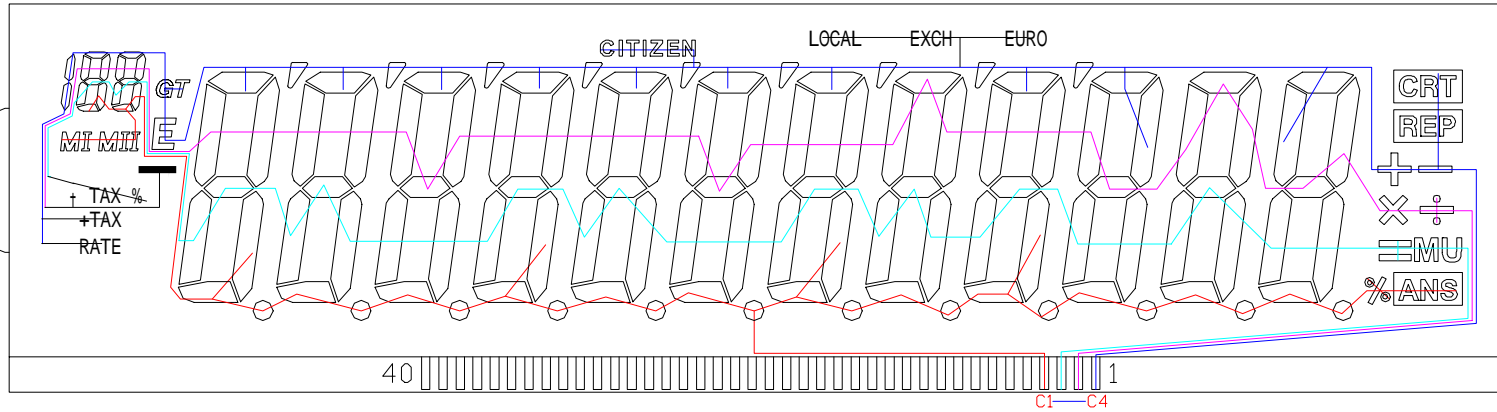 LOCAL EXCH EURO
CITIZEN
GT
CRT
MI MII E
REP
+ −
- TAX %
+TAX
× ÷
RATE
= MU
% ANS
40 1
C1 C4